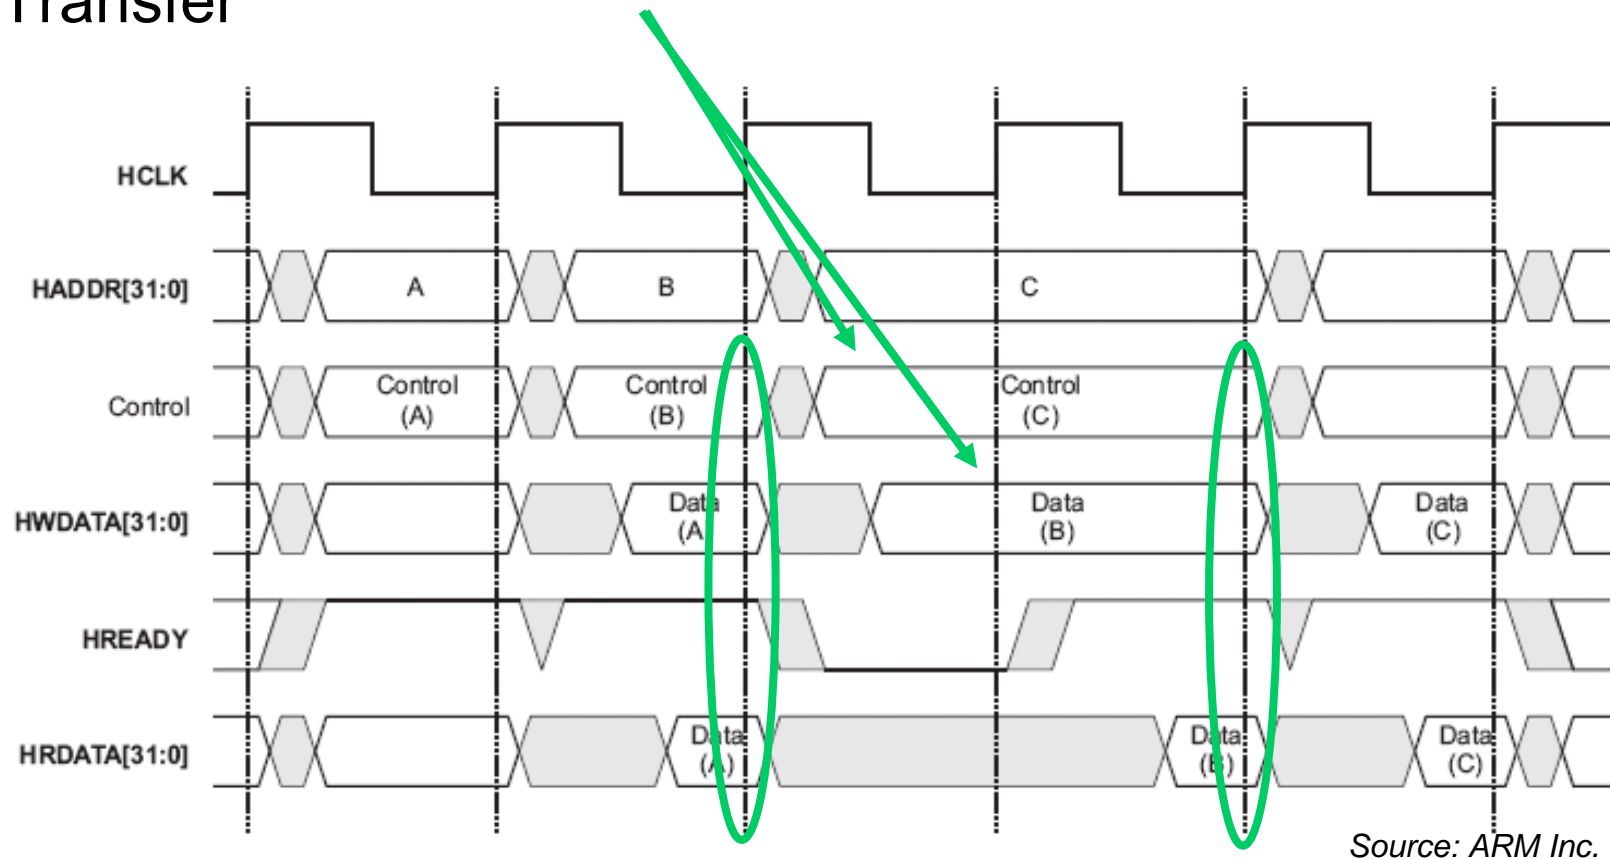 Transfer
HCLK
HADDR[31:0]
A
B
C
Control
Control
(A)
Control
(B)
Control
(C)
HWDATA[31:0]
Data
(A
Data
(B)
Data
(C)
HREADY
HRDATA[31:0]
Data
(A)
Data
(B)
Data
(C)
Source: ARM Inc.